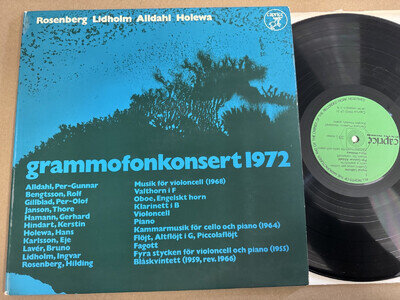 Rosenberg Lidholm Alldahl Holewa
caprice
grammofonkonsert 1972
Alldahl, Per-Gunnar Musik för violoncell (1968)
Bengtsson, Rolf Valthorn i F
Gillblad, Per-Olof Oboe, Engelskt horn
Janson, Thore Klarinett i B
Hamann, Gerhard Violoncell
Hindart, Kerstin Piano
Holewa, Hans Kammarmusik för cello och piano (1964)
Karlsson, Eje Flöjt, Altflöjt i G, Piccolaflöjt
Lavér, Bruno Fagott
Lidholm, Ingvar Fyra stycken för violoncell och piano (1955)
Rosenberg, Hilding Blåskvintett (1959, rev. 1966)
caprice